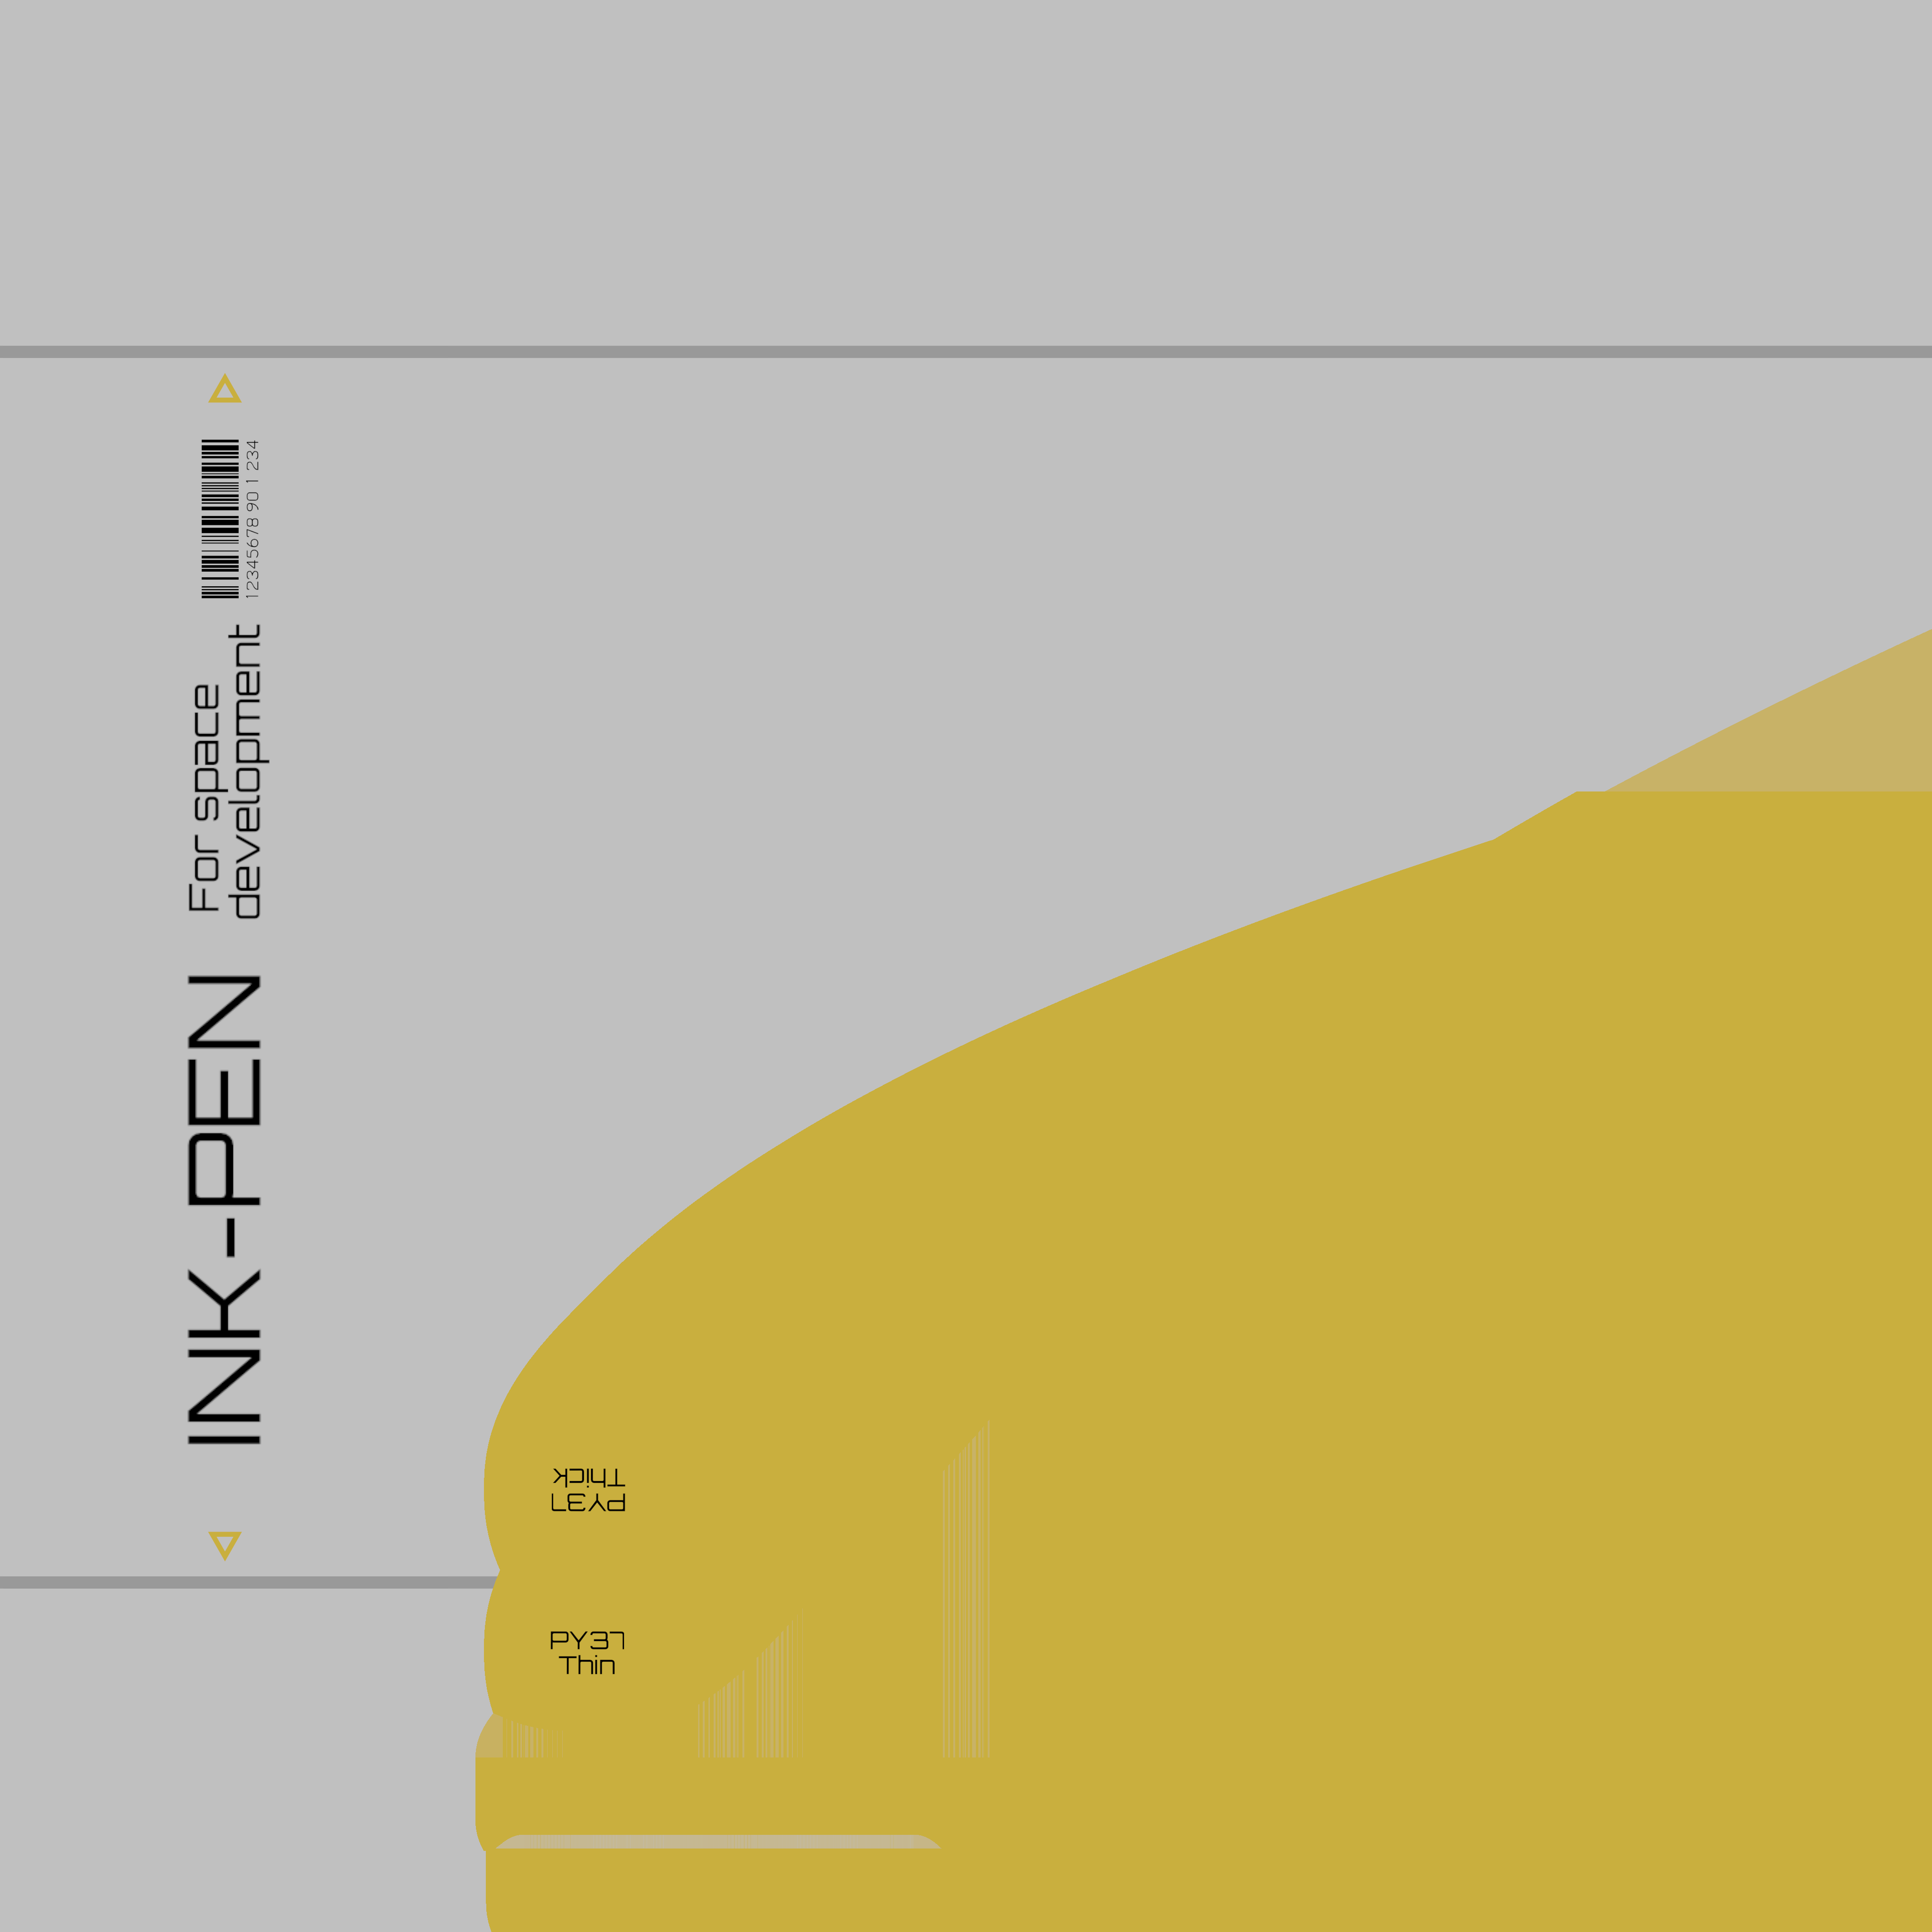 INK-PEN
For space
development
12345678 90 1 234
PY37
Thick
PY37
Thin